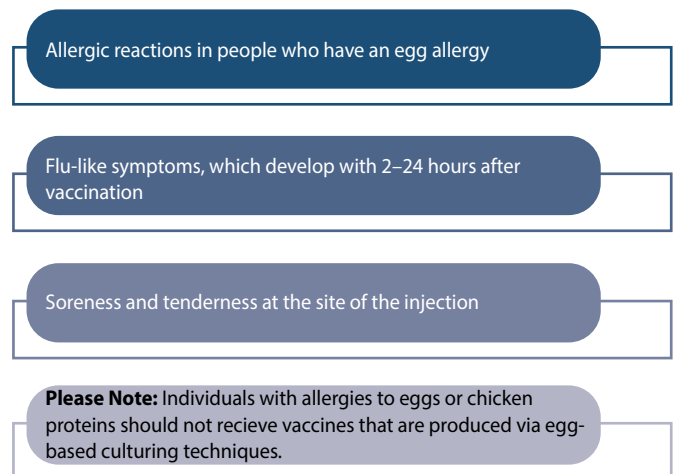 Allergic reactions in people who have an egg allergy
Flu-like symptoms, which develop with 2–24 hours after
vaccination
Soreness and tenderness at the site of the injection
Please Note: Individuals with allergies to eggs or chicken
proteins should not recieve vaccines that are produced via egg-
based culturing techniques.